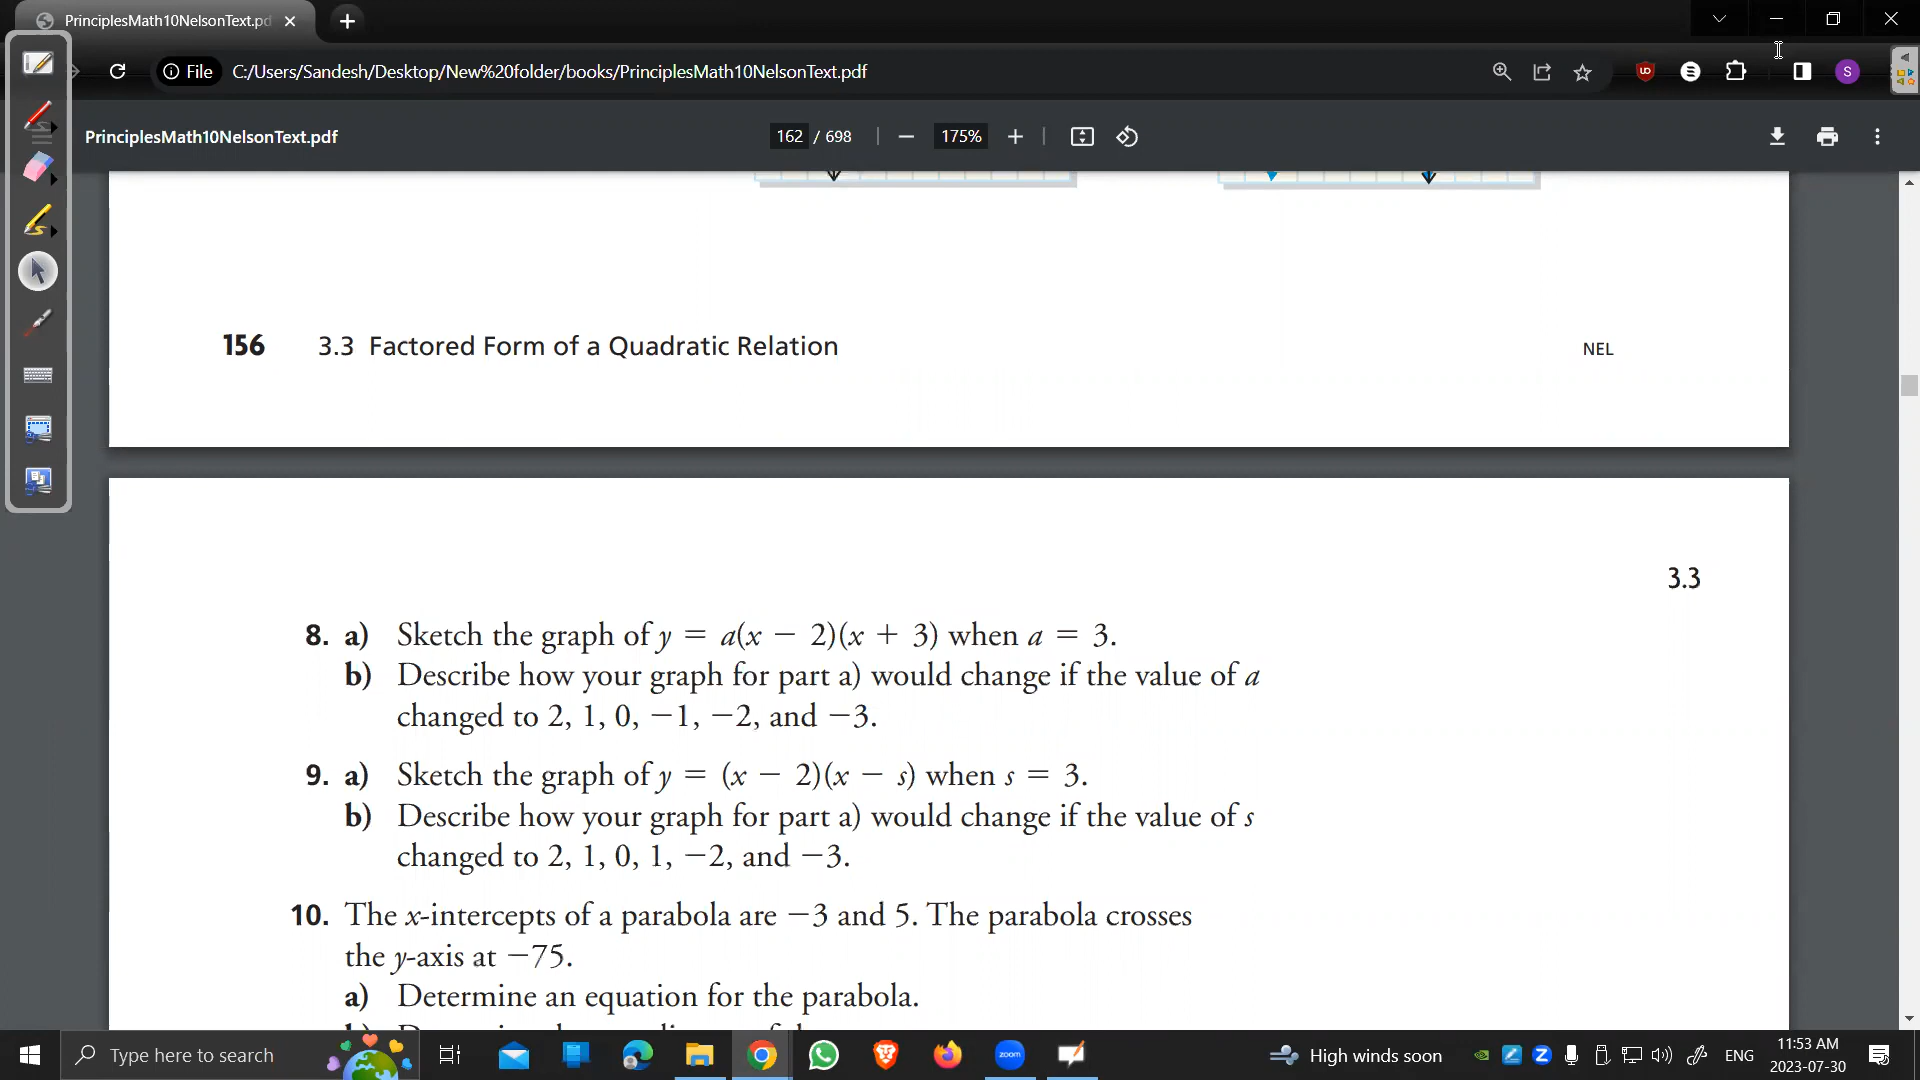 PrinciplesMath10NelsonText.pd
File C:/Users/Sandesh/Desktop/New%20folder/books/PrinciplesMath10NelsonText.pdf
UD
S
PrinciplesMath10NelsonText.pdf 162 / 698 175%
156 3.3 Factored Form of a Quadratic Relation NEL
3.3
8. a) Sketch the graph of y = a(x − 2)(x + 3) when a = 3.
b) Describe how your graph for part a) would change if the value of a
changed to 2, 1, 0, −1, −2, and −3.
9. a) Sketch the graph of y = (x − 2)(x − s) when s = 3.
b) Describe how your graph for part a) would change if the value of s
changed to 2, 1, 0, 1, −2, and −3.
10. The x-intercepts of a parabola are −3 and 5. The parabola crosses
the y-axis at −75.
a) Determine an equation for the parabola.
Type here to search
zoom
High winds soon
ENG
11:53 AM
2023-07-30